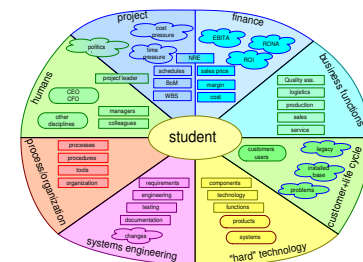 project
finance
cost
pressure
politics
time
pressure
EBITA
RONA
ROI
NRE
schedules
BoM
WBS
sales price
margin
cost
business functions
humans
project leader
CEO
CFO
managers
colleagues
other
disciplines
Quality ass.
logistics
production
sales
service
student
processes
procedures
tools
organization
process/organization
customers
users
legacy
installed
base
problems
customer+life cycle
requirements
engineering
testing
documentation
changes
systems engineering
components
technology
functions
products
systems
"hard" technology